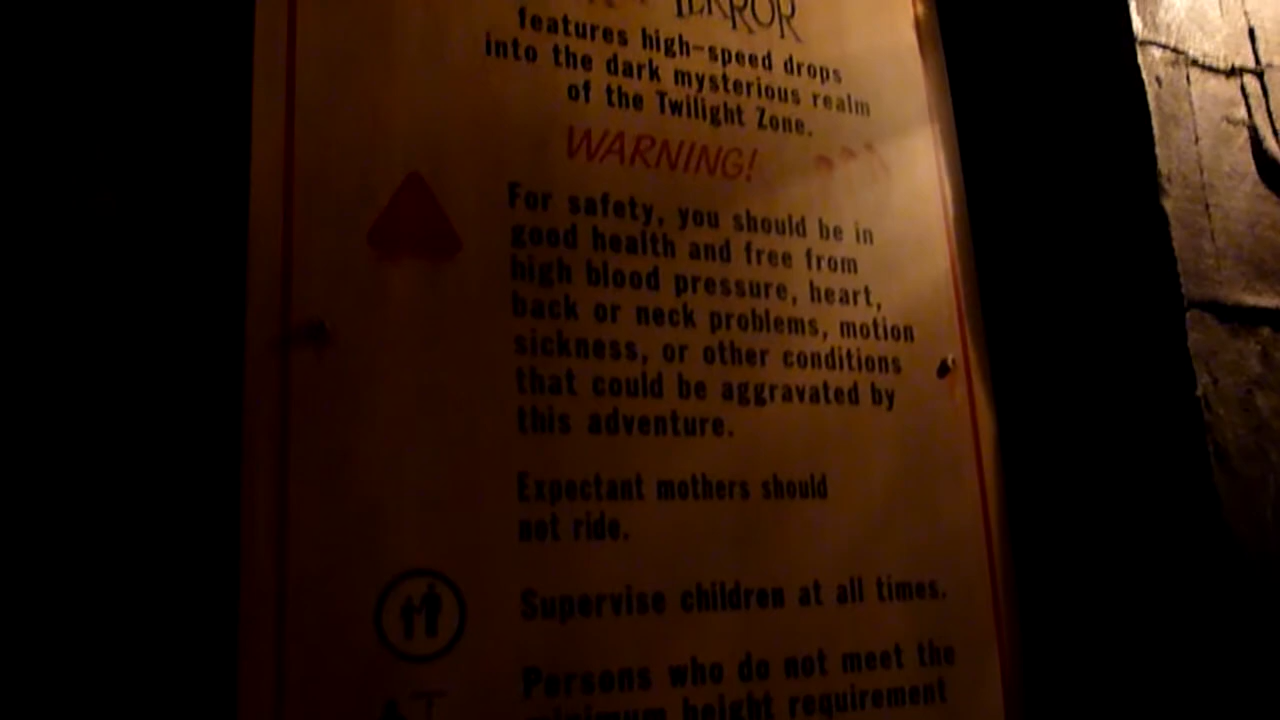 TERROR
features high-speed drops
into the dark mysterious realm
of the Twilight Zone.
WARNING!
For safety, you should be in
good health and free from
high blood pressure, heart,
back or neck problems, motion
sickness, or other conditions
that could be aggravated by
this adventure.
Expectant mothers should
not ride.
Supervise children at all times.
Persons who do not meet the
minimum height requirement